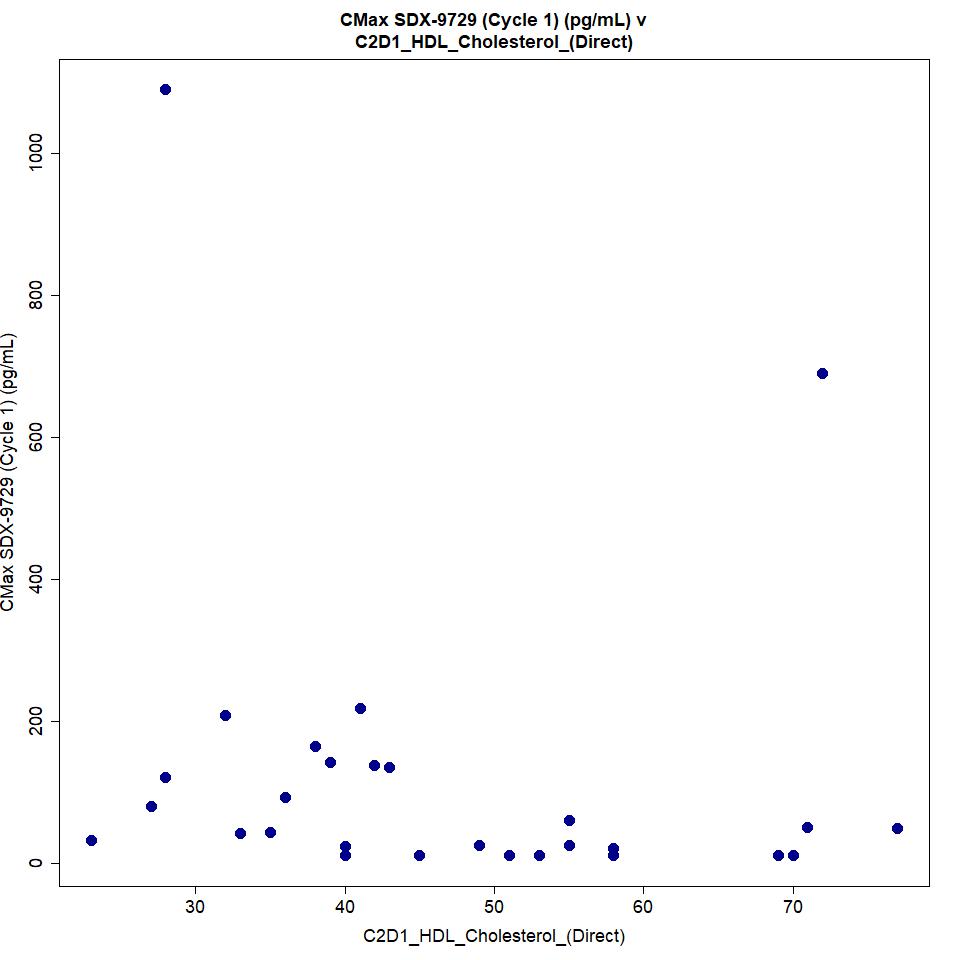 CMax SDX-9729 (Cycle 1) (pg/mL) v
C2D1_HDL_Cholesterol_(Direct)
1000
800
600
400
200
0
CMax SDX-9729 (Cycle 1) (pg/mL)
30 40 50 60 70
C2D1_HDL_Cholesterol_(Direct)